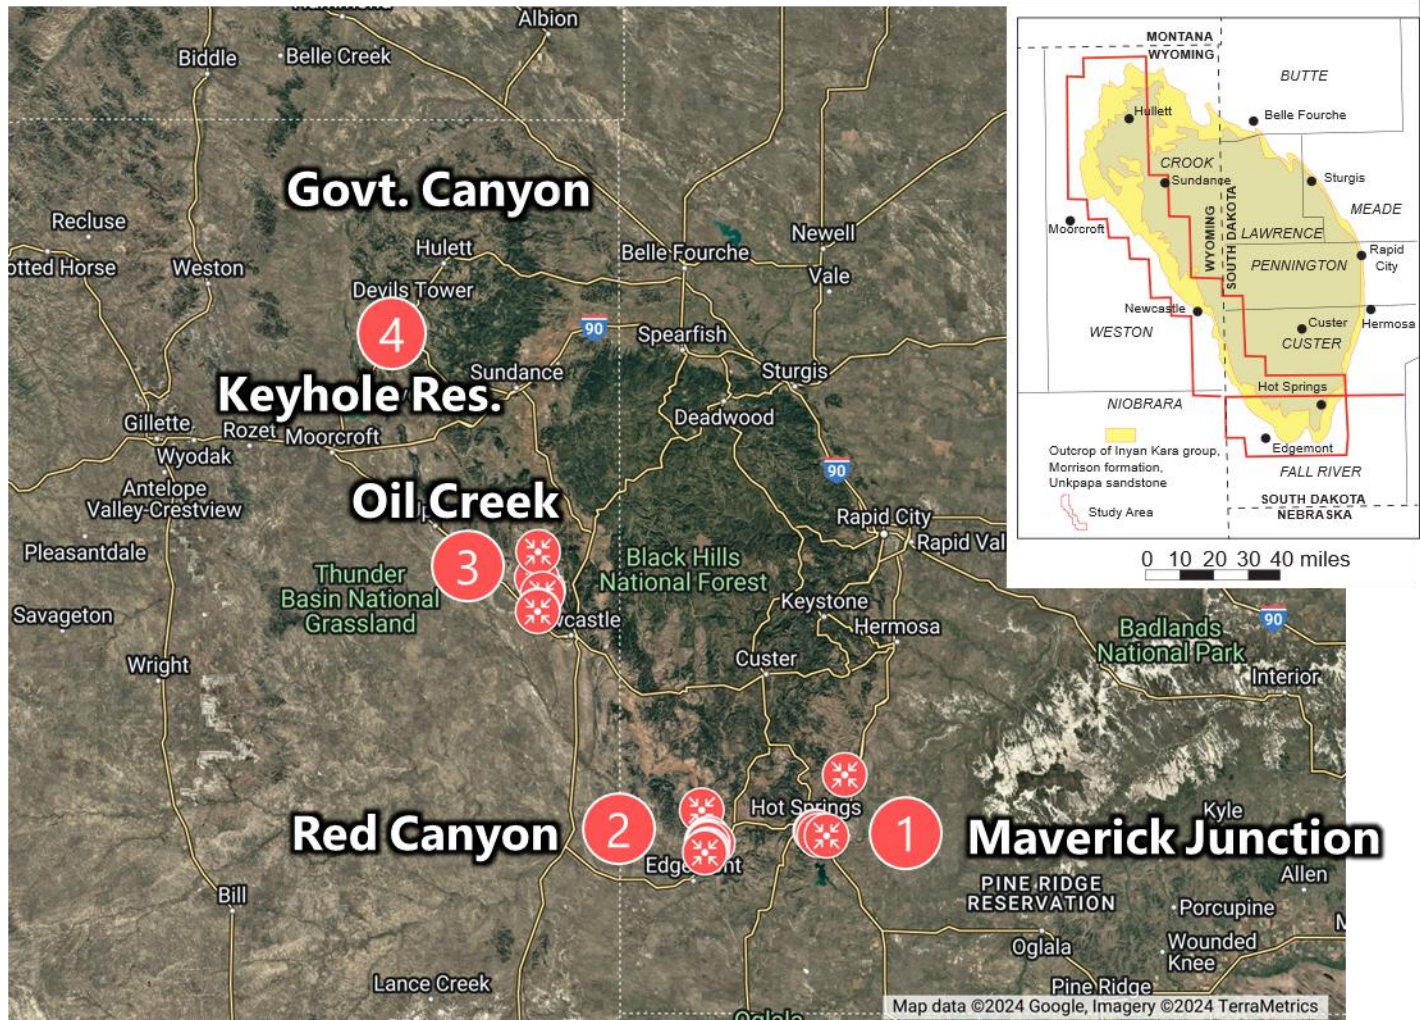 Albion
Biddle
Belle Creek
Govt. Canyon
Recluse
Hulett
Belle Fourche
Newell
otted Horse
Weston
Vale
Devils Tower
4
90
Spearfish
Keyhole Res.
Sundance
Sturgis
Gillette
Rozet
Moorcroft
Deadwood
Wyodak
90
Antelope
Valley-Crestview
Oil Creek
Rapid City
Rapid Val
Pleasantdale
3
Black Hills
National Forest
Thunder
Basin National
Grassland
Savageton
wcastle
Keystone
Hermosa
90
Badlands
National Park
Wright
Custer
Interior
Red Canyon
2
Hot Springs
1
Maverick Junction
Kyle
Edge
nt
Allen
PINE RIDGE
RESERVATION
Bill
Porcupine
Oglala
Wounded
Knee
Lance Creek
Pine Ridge
Oglala
Map data ©2024 Google, Imagery ©2024 TerraMetrics
MONTANA
WYOMING
BUTTE
Hullett
Belle Fourche
CROOK
Sundance
Sturgis
MEADE
Moorcroft
WYOMING
SOUTH DAKOTA
LAWRENCE
PENNINGTON
Rapid
City
Newcastle
WESTON
Custer
CUSTER
Hermosa
Hot Springs
NIOBRARA
Edgemont
Outcrop of Inyan Kara group,
Morrison formation,
Unkpapa sandstone
FALL RIVER
Study Area
SOUTH DAKOTA
NEBRASKA
0 10 20 30 40 miles